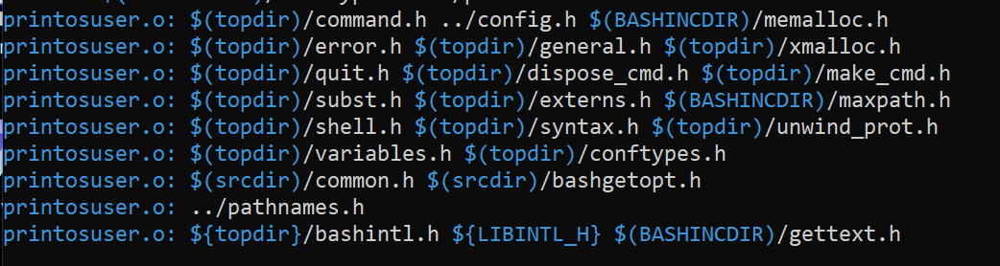 printosuser.o: $(topdir)/command.h ../config.h $(BASHINCDIR)/memalloc.h
printosuser.o: $(topdir)/error.h $(topdir)/general.h $(topdir)/xmalloc.h
printosuser.o: $(topdir)/quit.h $(topdir)/dispose_cmd.h $(topdir)/make_cmd.h
printosuser.o: $(topdir)/subst.h $(topdir)/externs.h $(BASHINCDIR)/maxpath.h
printosuser.o: $(topdir)/shell.h $(topdir)/syntax.h $(topdir)/unwind_prot.h
printosuser.o: $(topdir)/variables.h $(topdir)/conftypes.h
printosuser.o: $(srcdir)/common.h $(srcdir)/bashgetopt.h
printosuser.o: ../pathnames.h
printosuser.o: ${topdir}/bashintl.h ${LIBINTL_H} $(BASHINCDIR)/gettext.h